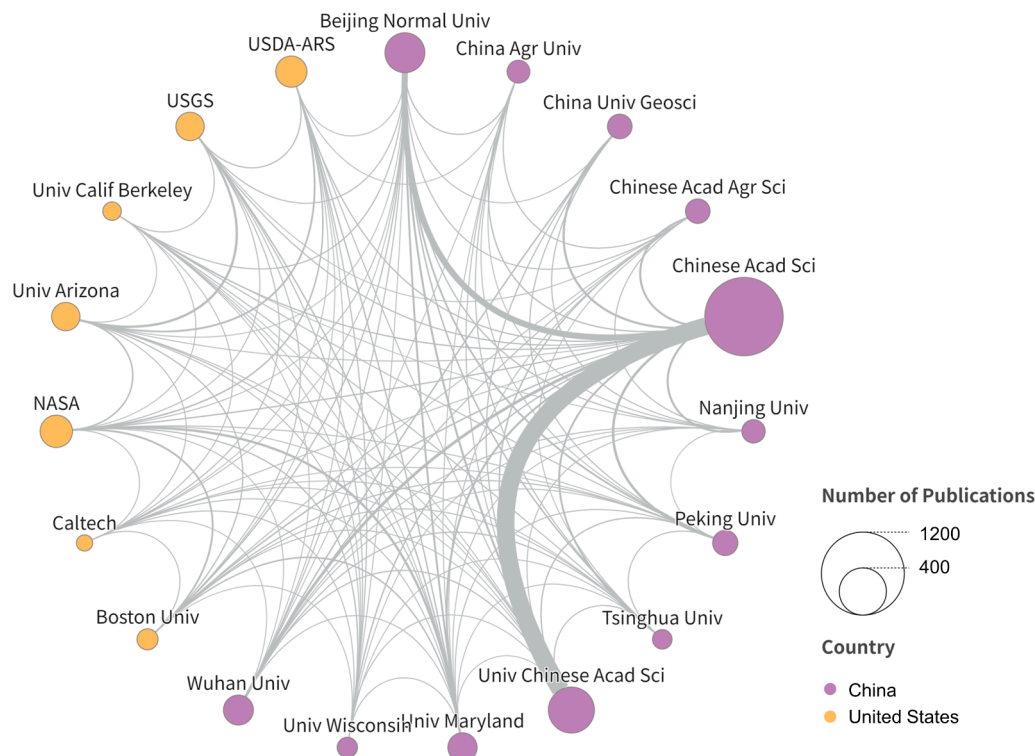 Beijing Normal Univ
USDA-ARS
China Agr Univ
USGS
China Univ Geosci
Univ Calif Berkeley
Chinese Acad Agr Sci
Chinese Acad Sci
Univ Arizona
NASA
Nanjing Univ
Caltech
Peking Univ
Boston Univ
Tsinghua Univ
Wuhan Univ
Univ Chinese Acad Sci
Univ Wisconsin
Univ Maryland
Number of Publications
1200
400
Country
China
United States